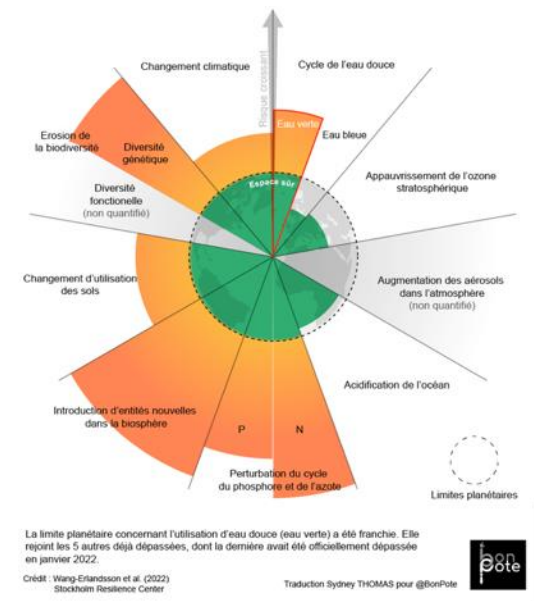 Changement climatique
Cycle de l'eau douce
Risque croissant
Eau verte
Eau bleue
Erosion de
la biodiversité
Diversité
génétique
Espace sûr
Appauvrissement de l'ozone
stratosphérique
Diversité
fonctionelle
(non quantifié)
Changement d'utilisation
des sols
Augmentation des aérosols
dans l'atmosphère
(non quantifié)
Acidification de l'océan
Introduction d'entités nouvelles
dans la biosphère
P
N
Perturbation du cycle
du phosphore et de l'azote
Limites planétaires
La limite planétaire concernant l'utilisation d'eau douce (eau verte) a été franchie. Elle
rejoint les 5 autres déjà dépassées, dont la dernière avait été officiellement dépassée
en janvier 2022.
Crédit : Wang-Erlandsson et al. (2022)
Stockholm Resilience Center
Traduction Sydney THOMAS pour @BonPote
bon
pote